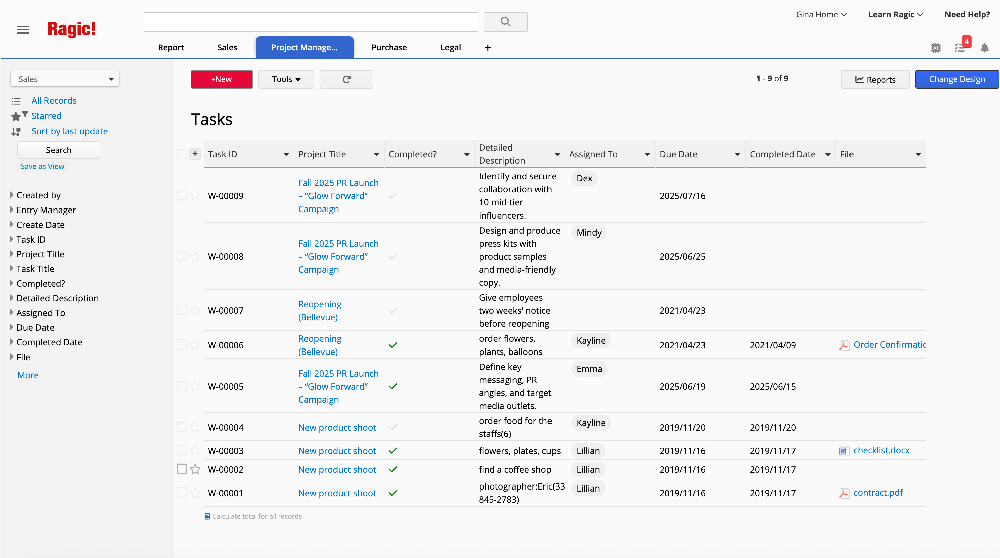 Gina Home
Learn Ragic
Need Help?
Ragic!
Report
Sales
Project Manage...
Purchase
Legal
+
AI
4
Sales
+New
Tools
1 - 9 of 9
Reports
Change Design
All Records
Starred
Sort by last update
Search
Save as View
Created by
Entry Manager
Create Date
Task ID
Project Title
Task Title
Completed?
Detailed Description
Assigned To
Due Date
Completed Date
File
More
Tasks
+ Task ID Project Title Completed? Detailed Description Assigned To Due Date Completed Date File
W-00009
Fall 2025 PR Launch
– “Glow Forward”
Campaign
Identify and secure
collaboration with
10 mid-tier
influencers.
Dex
2025/07/16
W-00008
Fall 2025 PR Launch
– “Glow Forward”
Campaign
Design and produce
press kits with
product samples
and media-friendly
copy.
Mindy
2025/06/25
W-00007
Reopening
(Bellevue)
Give employees
two weeks' notice
before reopening
2021/04/23
W-00006
Reopening
(Bellevue)
order flowers,
plants, balloons
Kayline
2021/04/23
2021/04/09
Order Confirmatic
W-00005
Fall 2025 PR Launch
– “Glow Forward”
Campaign
Define key
messaging, PR
angles, and target
media outlets.
Emma
2025/06/19
2025/06/15
W-00004
New product shoot
order food for the
staffs(6)
Kayline
2019/11/20
2019/11/20
W-00003
New product shoot
flowers, plates, cups
Lillian
2019/11/16
2019/11/17
checklist.docx
W-00002
New product shoot
find a coffee shop
Lillian
2019/11/16
2019/11/17
W-00001
New product shoot
photographer:Eric(33
845-2783)
Lillian
2019/11/16
2019/11/17
contract.pdf
Calculate total for all records